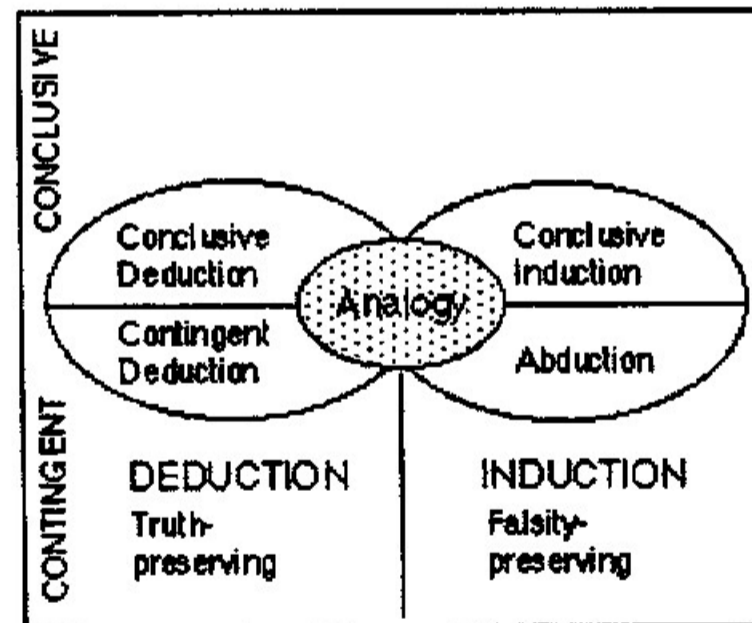 CONCLUSIVE
Conclusive
Deduction
Conclusive
Induction
Analogy
Contingent
Deduction
Abduction
CONTINGENT
DEDUCTION
Truth-
preserving
INDUCTION
Falsity-
preserving